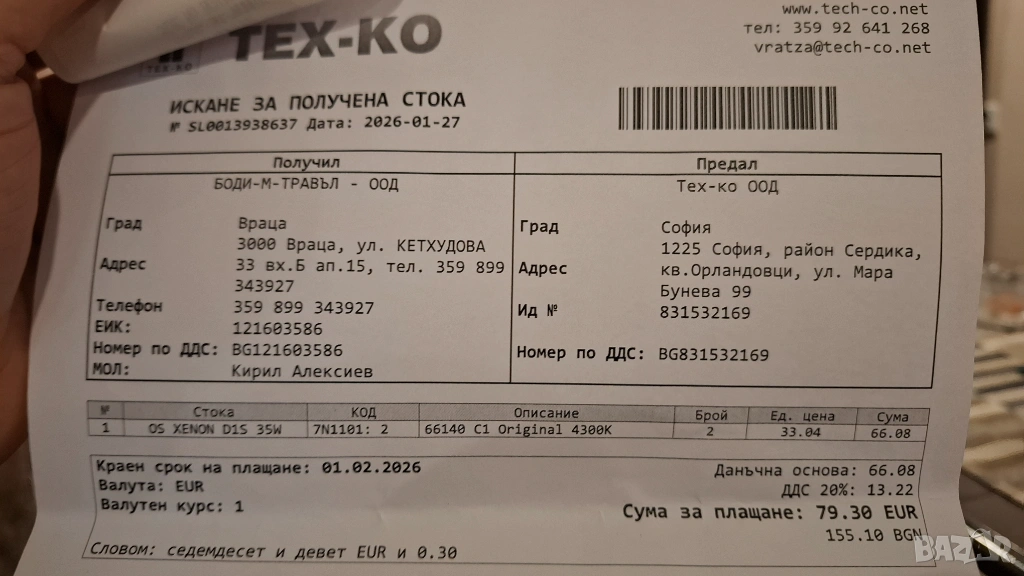 ТЕХ-КО
ТЕХ-КО
www.tech-co.net
тел: 359 92 641 268
vratza@tech-co.net
ИСКАНЕ ЗА ПОЛУЧЕНА СТОКА
№ SL0013938637 Дата: 2026-01-27
Получил
БОДИ-М-ТРАВЪЛ - ООД
Град Враца
Адрес 3000 Враца, ул. КЕТХУДОВА
33 вх.Б ап.15, тел. 359 899
343927
Телефон 359 899 343927
ЕИК: 121603586
Номер по ДДС: BG121603586
МОЛ: Кирил Алексиев
Предал
Тех-ко ООД
Град София
Адрес 1225 София, район Сердика,
кв.Орландовци, ул. Мара
Бунева 99
Ид № 831532169
Номер по ДДС: BG831532169
№ Стока КОД Описание Брой Ед. цена Сума
1 OS XENON D1S 35W 7N1101: 2 66140 C1 Original 4300K 2 33.04 66.08
Краен срок на плащане: 01.02.2026
Валута: EUR
Валутен курс: 1
Данъчна основа: 66.08
ДДС 20%: 13.22
Сума за плащане: 79.30 EUR
155.10 BGN
Словом: седемдесет и девет EUR и 0.30
BAZAR